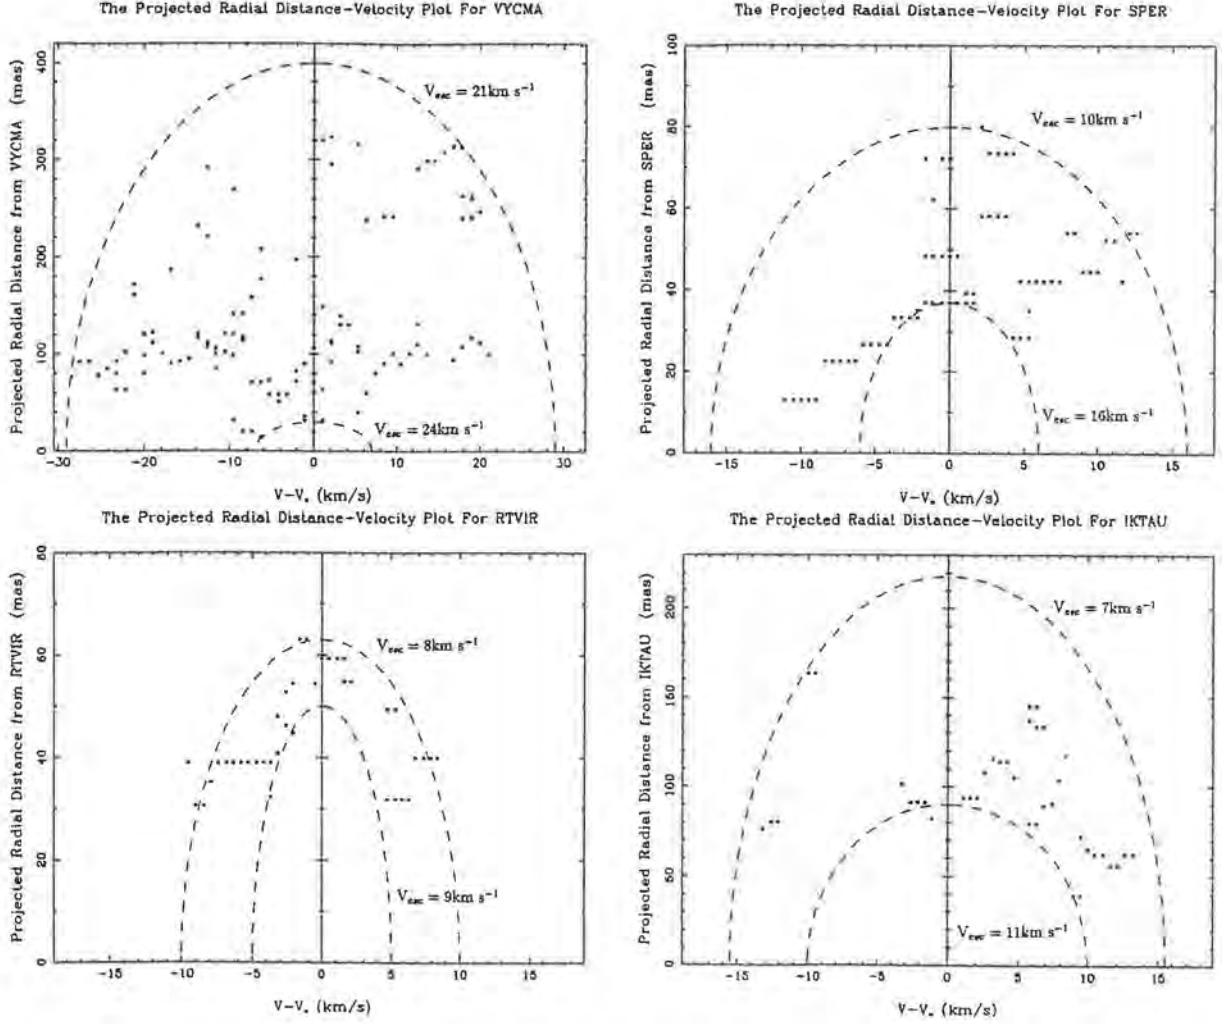 The Projected Radial Distance-Velocity Plot For VYCMA
Projected Radial Distance from VYCMA (mas)
400
300
200
100
0
V_esc = 21km s⁻¹
V_esc = 24km s⁻¹
-30 -20 -10 0 10 20 30
V-V* (km/s)
The Projected Radial Distance-Velocity Plot For SPER
Projected Radial Distance from SPER (mas)
100
80
60
40
20
0
V_esc = 10km s⁻¹
V_esc = 16km s⁻¹
-15 -10 -5 0 5 10 15
V-V* (km/s)
The Projected Radial Distance-Velocity Plot For RTVIR
Projected Radial Distance from RTVIR (mas)
80
60
40
20
0
V_esc = 8km s⁻¹
V_esc = 9km s⁻¹
-15 -10 -5 0 5 10 15
V-V* (km/s)
The Projected Radial Distance-Velocity Plot For IKTAU
Projected Radial Distance from IKTAU (mas)
200
150
100
50
0
V_esc = 7km s⁻¹
V_esc = 11km s⁻¹
-15 -10 -5 0 5 10 15
V-V* (km/s)